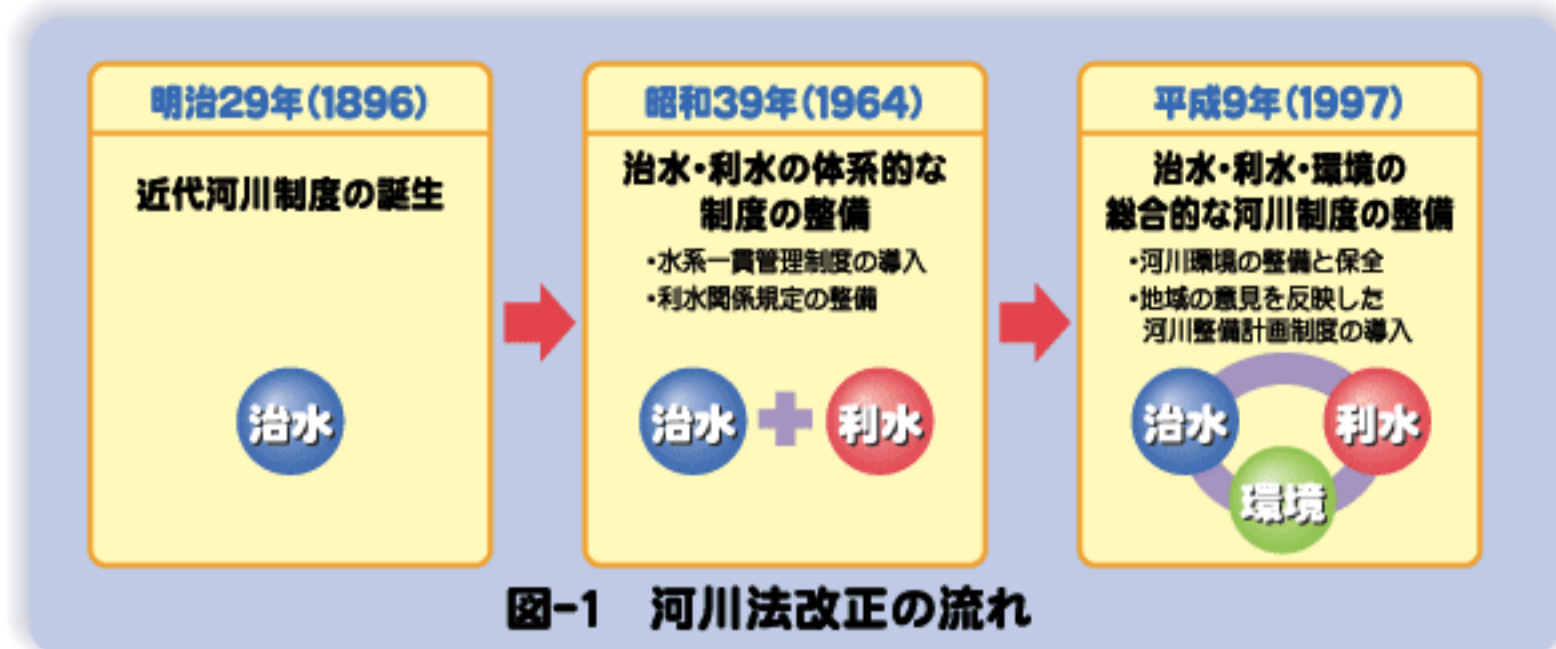 明治29年(1896)
近代河川制度の誕生
治水
昭和39年(1964)
治水・利水の体系的な
制度の整備
・水系一貫管理制度の導入
・利水関係規定の整備
治水
利水
平成9年(1997)
治水・利水・環境の
総合的な河川制度の整備
・河川環境の整備と保全
・地域の意見を反映した
河川整備計画制度の導入
治水
利水
環境
図-1 河川法改正の流れ